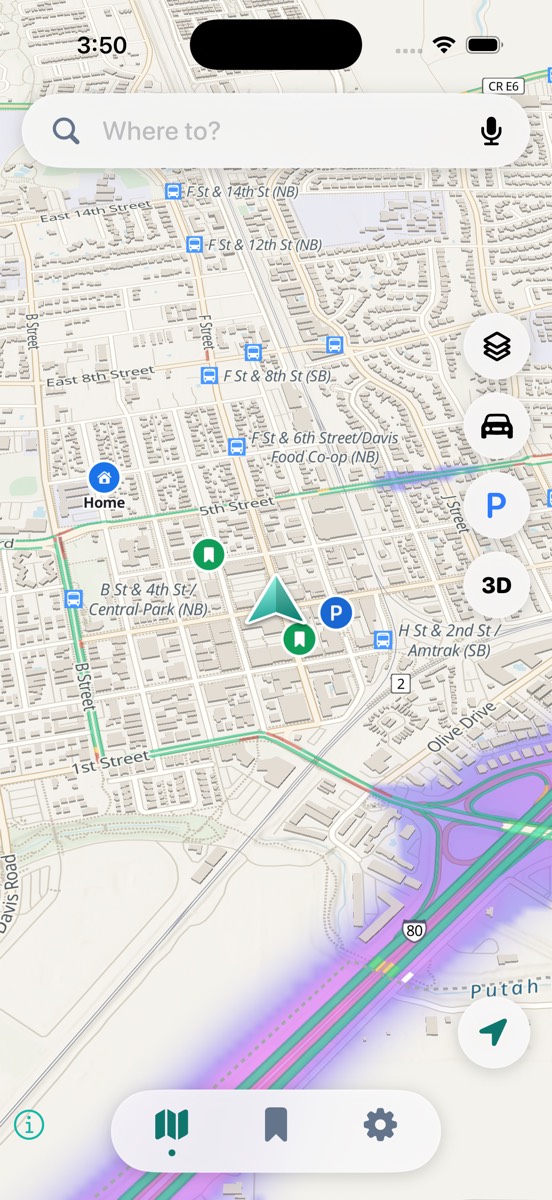 3:50
CR E6
Where to?
F St & 14th St (NB)
East 14th Street
F St & 12th St (NB)
B Street
F Street
East 8th Street
F St & 8th St (SB)
F St & 6th Street/Davis
Food Co-op (NB)
Home
5th Street
J Street
P
rd
3D
B St & 4th St /
Central Park (NB)
P
H St & 2nd St /
Amtrak (SB)
B Street
2
Olive Drive
1st Street
Davis Road
80
Putah